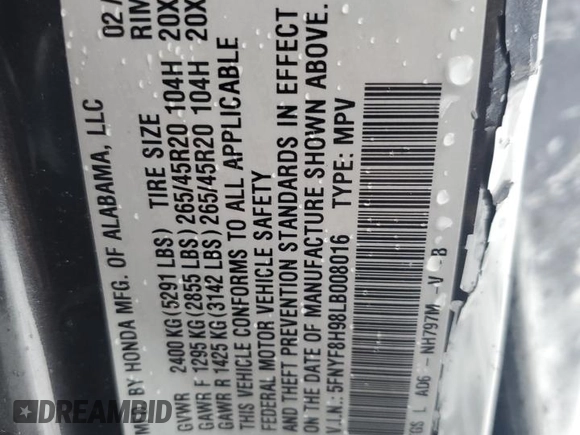 MFD BY HONDA MFG. OF ALABAMA, LLC 02/
TIRE SIZE RIM
GVWR 2400 KG (5291 LBS)
GAWR F 1295 KG (2855 LBS) 265/45R20 104H 20X
GAWR R 1425 KG (3142 LBS) 265/45R20 104H 20X
THIS VEHICLE CONFORMS TO ALL APPLICABLE
FEDERAL MOTOR VEHICLE SAFETY
AND THEFT PREVENTION STANDARDS IN EFFECT
ON THE DATE OF MANUFACTURE SHOWN ABOVE.
V.I.N.: 5FNYF8H98LB008016 TYPE: MPV
TGS L AD6 - NH797M -V -B
DIAMONDBID